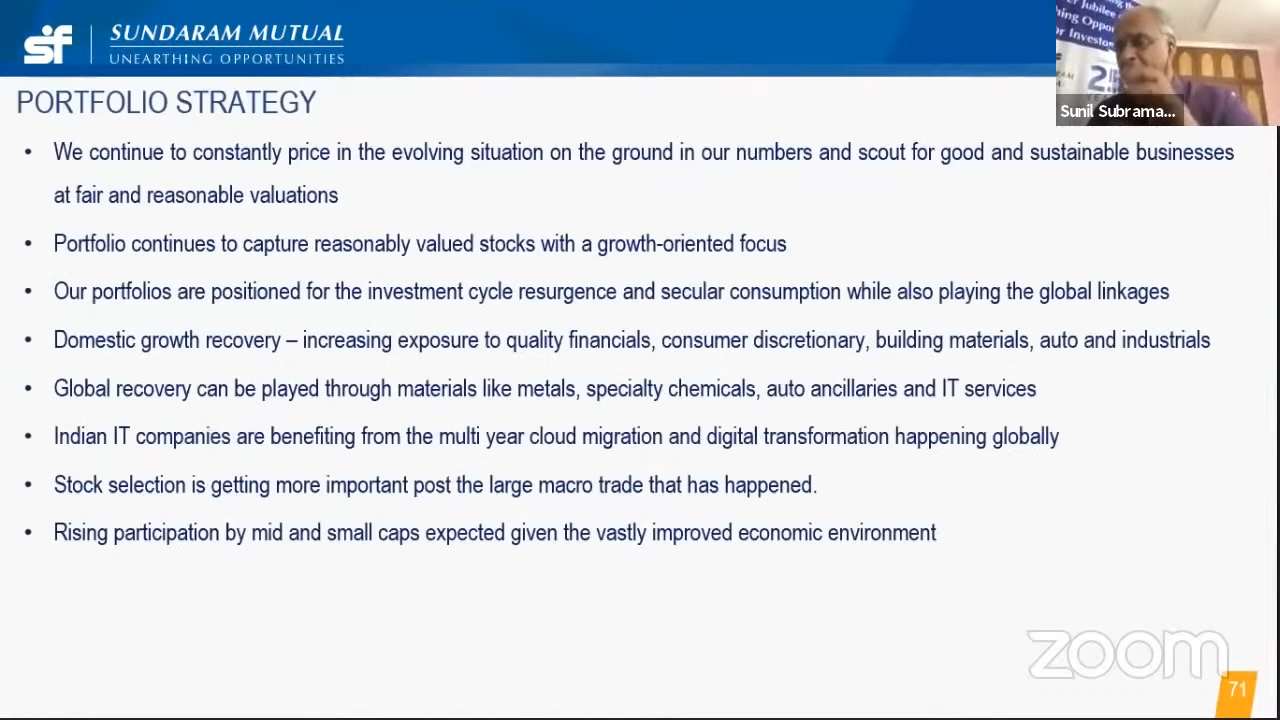 sf
SUNDARAM MUTUAL
UNEARTHING OPPORTUNITIES
Jubilee
hing Oppo
or Investo
2
Sunil Subrama...
PORTFOLIO STRATEGY
• We continue to constantly price in the evolving situation on the ground in our numbers and scout for good and sustainable businesses
at fair and reasonable valuations
• Portfolio continues to capture reasonably valued stocks with a growth-oriented focus
• Our portfolios are positioned for the investment cycle resurgence and secular consumption while also playing the global linkages
• Domestic growth recovery – increasing exposure to quality financials, consumer discretionary, building materials, auto and industrials
• Global recovery can be played through materials like metals, specialty chemicals, auto ancillaries and IT services
• Indian IT companies are benefiting from the multi year cloud migration and digital transformation happening globally
• Stock selection is getting more important post the large macro trade that has happened.
• Rising participation by mid and small caps expected given the vastly improved economic environment
zoom
71